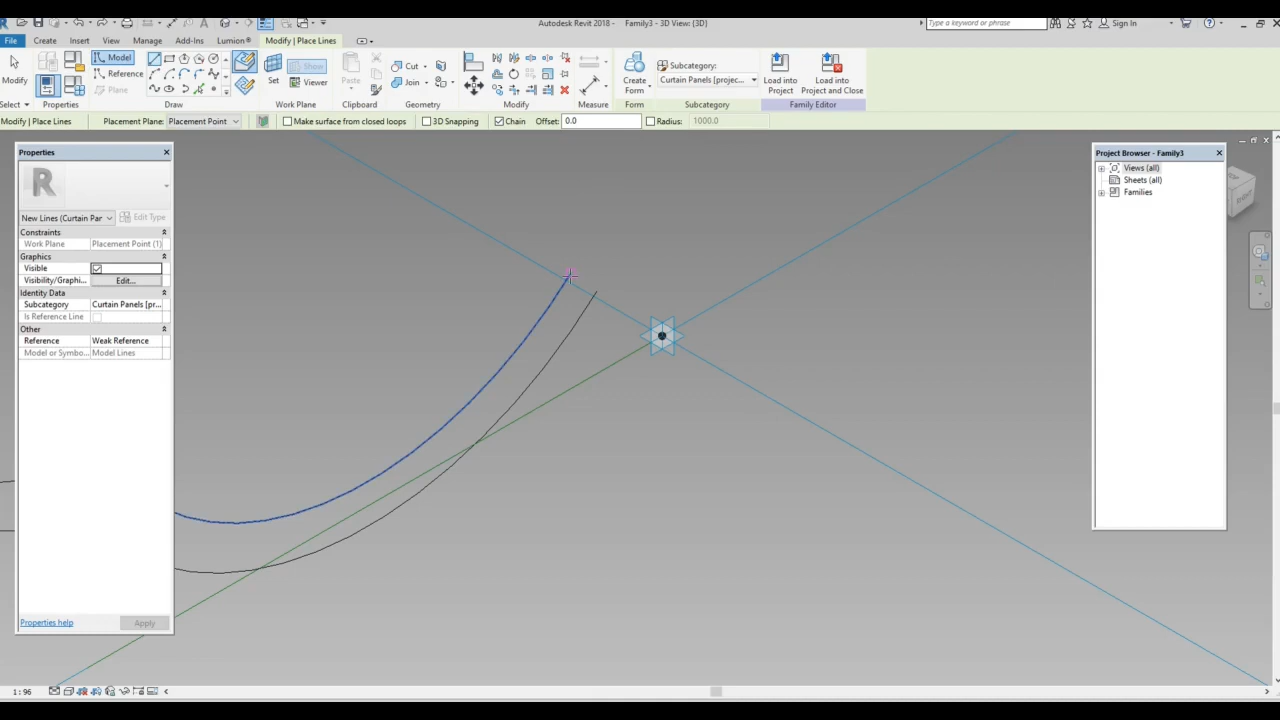 Autodesk Revit 2018 - Family3 - 3D View: {3D}
Type a keyword or phrase
Sign In
File Create Insert View Manage Add-Ins Lumion® Modify | Place Lines
Modify Model Reference Plane Set Show Viewer Paste Cut Join Create Form Subcategory: Curtain Panels [projec... Load into Project Load into Project and Close
Select Properties Draw Work Plane Clipboard Geometry Modify Measure Form Subcategory Family Editor
Modify | Place Lines Placement Plane: Placement Point Make surface from closed loops 3D Snapping Chain Offset: 0.0 Radius: 1000.0
Properties
R
New Lines (Curtain Par Edit Type
Constraints
Work Plane Placement Point (1)
Graphics
Visible
Visibility/Graphi... Edit...
Identity Data
Subcategory Curtain Panels [pr...
Is Reference Line
Other
Reference Weak Reference
Model or Symbo... Model Lines
Properties help Apply
Project Browser - Family3
Views (all)
Sheets (all)
Families
1 : 96